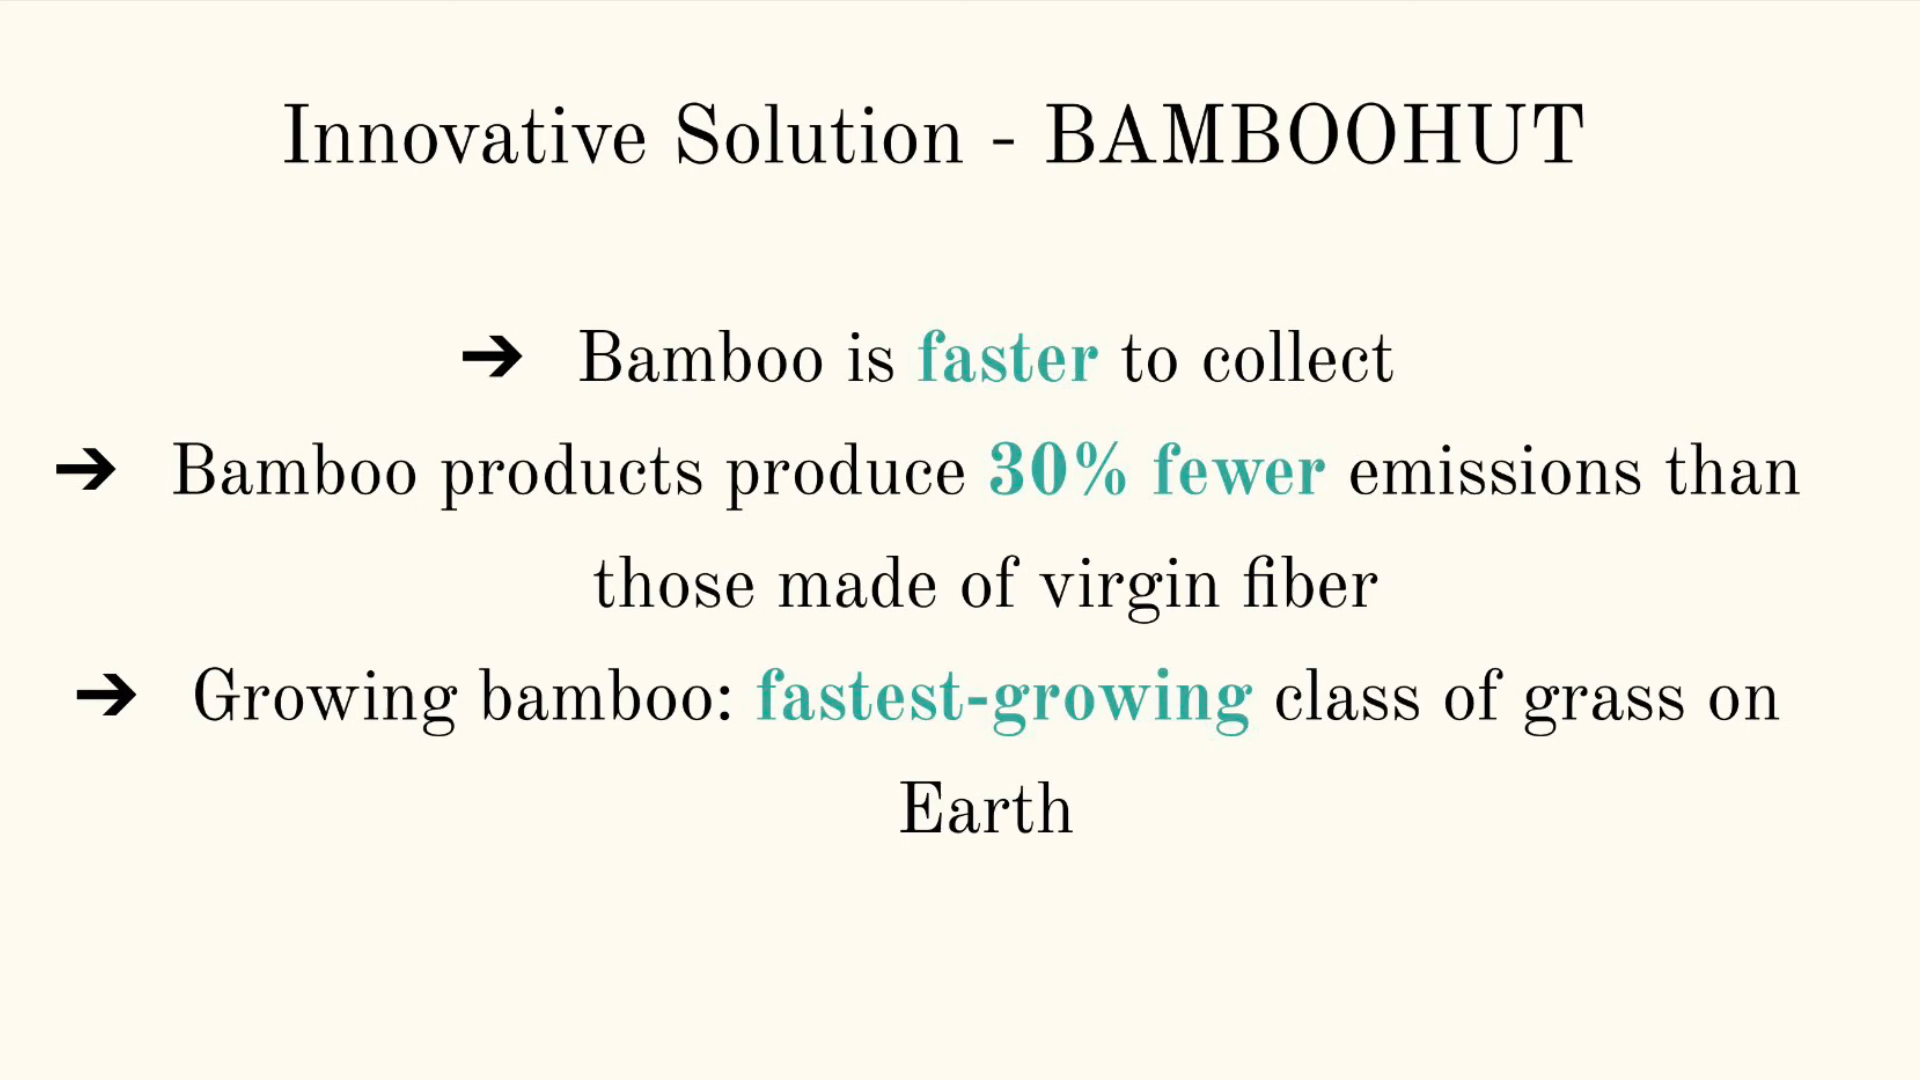 Innovative Solution - BAMBOOHUT
➔ Bamboo is faster to collect
➔ Bamboo products produce 30% fewer emissions than
those made of virgin fiber
➔ Growing bamboo: fastest-growing class of grass on
Earth